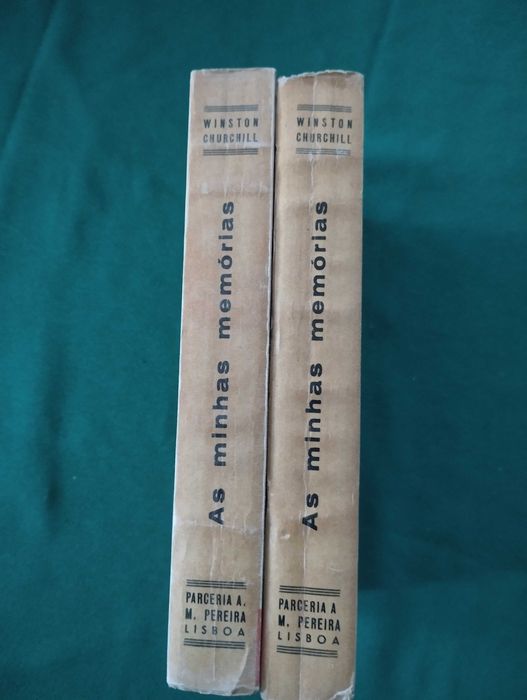 WINSTON
CHURCHILL
As minhas memórias
PARCERIA A.
M. PEREIRA
LISBOA
WINSTON
CHURCHILL
As minhas memórias
PARCERIA A
M. PEREIRA
LISBOA